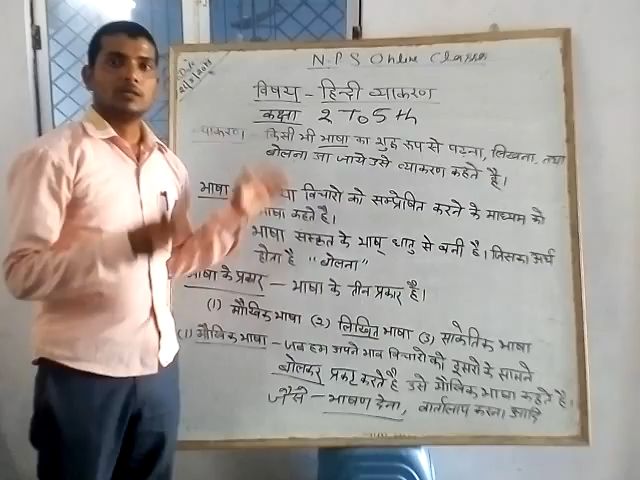 N.P.S Online Classes
विषय - हिन्दी व्याकरण
कक्षा 2 To 5th
किसी भी भाषा का शुद्ध रूप से पढ़ना, लिखना, तथा
बोलना जा जाये उसे व्याकरण कहते है।
भाषा या विचारो को सम्प्रेषित करने के माध्यम को
भाषा कहते है।
भाषा संस्कृत के भाष् धातु से बनी है। जिसका अर्थ
होता है "बोलना"
भाषा के प्रकार - भाषा के तीन प्रकार है।
(1) मौखिक भाषा (2) लिखित भाषा (3) सांकेतिक भाषा
(1) मौखिक भाषा - जब हम अपने भाव विचारो को दूसरो के सामने
बोलकर प्रकट करते है उसे मौखिक भाषा कहते है।
जैसे - भाषण देना, वार्तालाप करना आदि